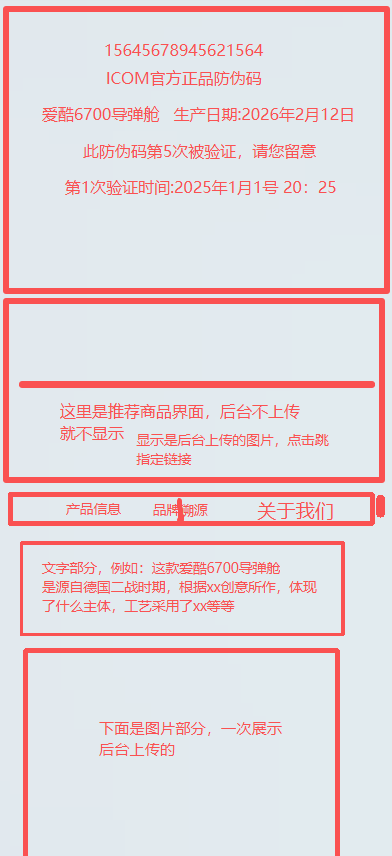 15645678945621564
ICOM官方正品防伪码
爱酷6700导弹舱 生产日期:2026年2月12日
此防伪码第5次被验证，请您留意
第1次验证时间:2025年1月1号 20：25
这里是推荐商品界面，后台不上传
就不显示
显示是后台上传的图片，点击跳
指定链接
产品信息 品牌溯源 关于我们
文字部分，例如：这款爱酷6700导弹舱
是源自德国二战时期，根据xx创意所作，体现
了什么主体，工艺采用了xx等等
下面是图片部分，一次展示
后台上传的